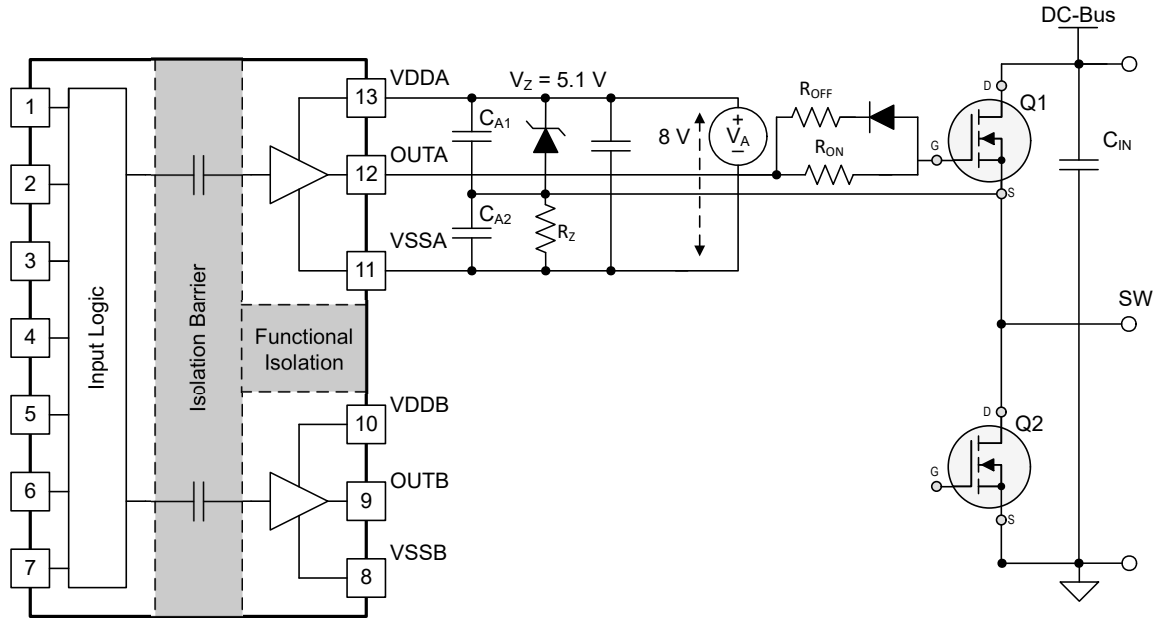 DC-Bus
VDDA
V_Z = 5.1 V
1
13
R_OFF
D
Q1
C_A1
8 V
+
V_A
–
R_ON
G
C_IN
OUTA
2
12
S
C_A2
R_Z
VSSA
3
11
Input Logic
Isolation Barrier
Functional
Isolation
SW
4
VDDB
5
10
D
Q2
OUTB
6
9
G
VSSB
S
7
8